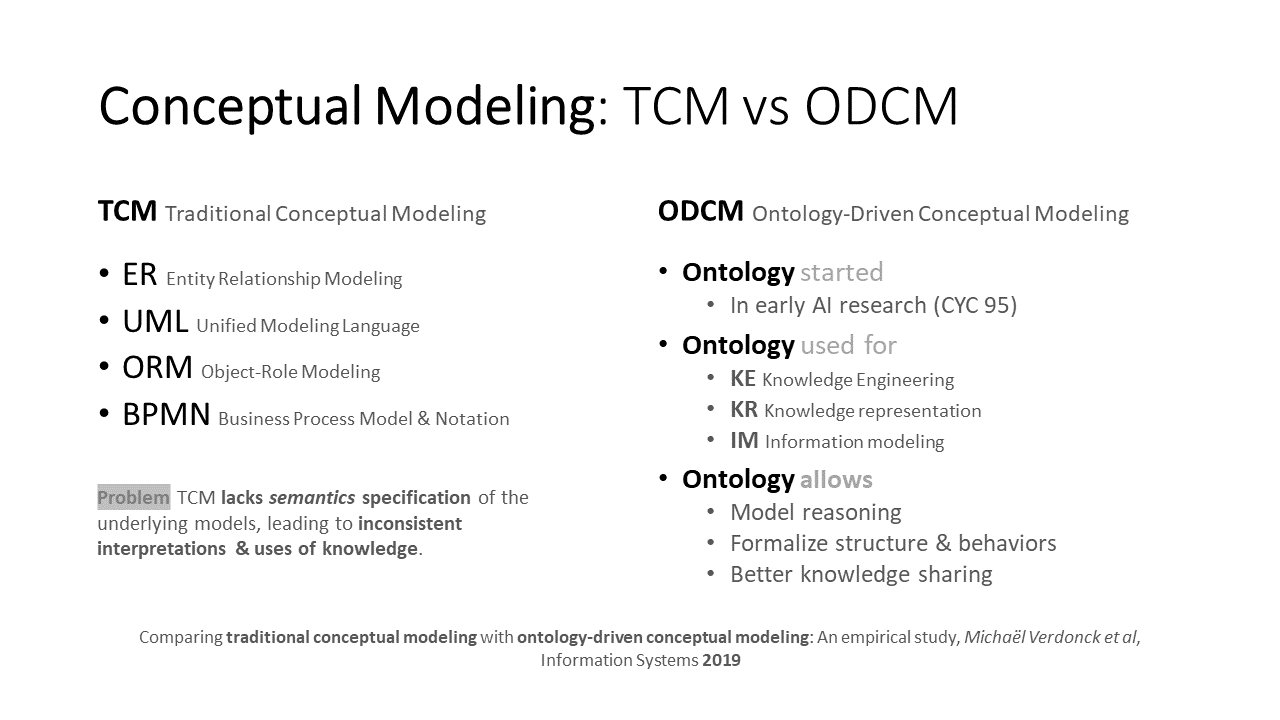 Conceptual Modeling: TCM vs ODCM
TCM Traditional Conceptual Modeling
• ER Entity Relationship Modeling
• UML Unified Modeling Language
• ORM Object-Role Modeling
• BPMN Business Process Model & Notation
Problem TCM lacks semantics specification of the
underlying models, leading to inconsistent
interpretations & uses of knowledge.
ODCM Ontology-Driven Conceptual Modeling
• Ontology started
• In early AI research (CYC 95)
• Ontology used for
• KE Knowledge Engineering
• KR Knowledge representation
• IM Information modeling
• Ontology allows
• Model reasoning
• Formalize structure & behaviors
• Better knowledge sharing
Comparing traditional conceptual modeling with ontology-driven conceptual modeling: An empirical study, Michaël Verdonck et al,
Information Systems 2019